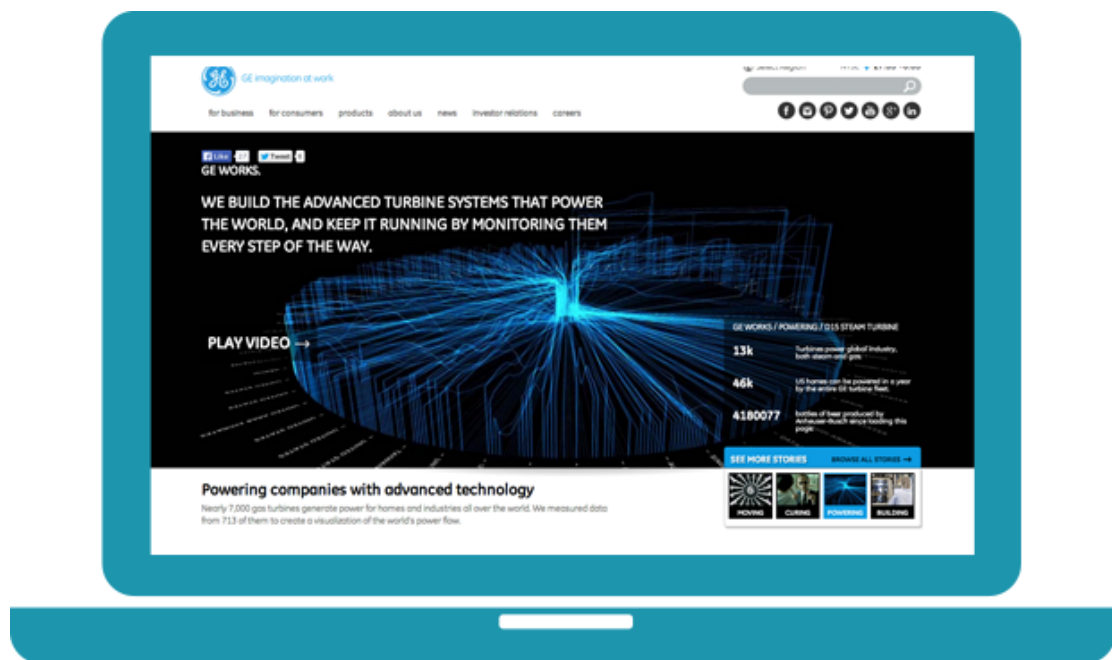 GE imagination at work
Select Region
for business for consumers products about us news investor relations careers
Like 27 Tweet
GE WORKS.
WE BUILD THE ADVANCED TURBINE SYSTEMS THAT POWER
THE WORLD, AND KEEP IT RUNNING BY MONITORING THEM
EVERY STEP OF THE WAY.
PLAY VIDEO →
GE WORKS / POWERING / D15 STEAM TURBINE
13k Turbines power global industry,
both steam and gas
46k US homes can be powered in a year
by the entire GE turbine fleet.
4180077 bottles of beer produced by
Anheuser-Busch since loading this
page
SEE MORE STORIES BROWSE ALL STORIES →
MOVING CURING POWERING BUILDING
Powering companies with advanced technology
Nearly 7,000 gas turbines generate power for homes and industries all over the world. We measured data
from 713 of them to create a visualization of the world's power flow.